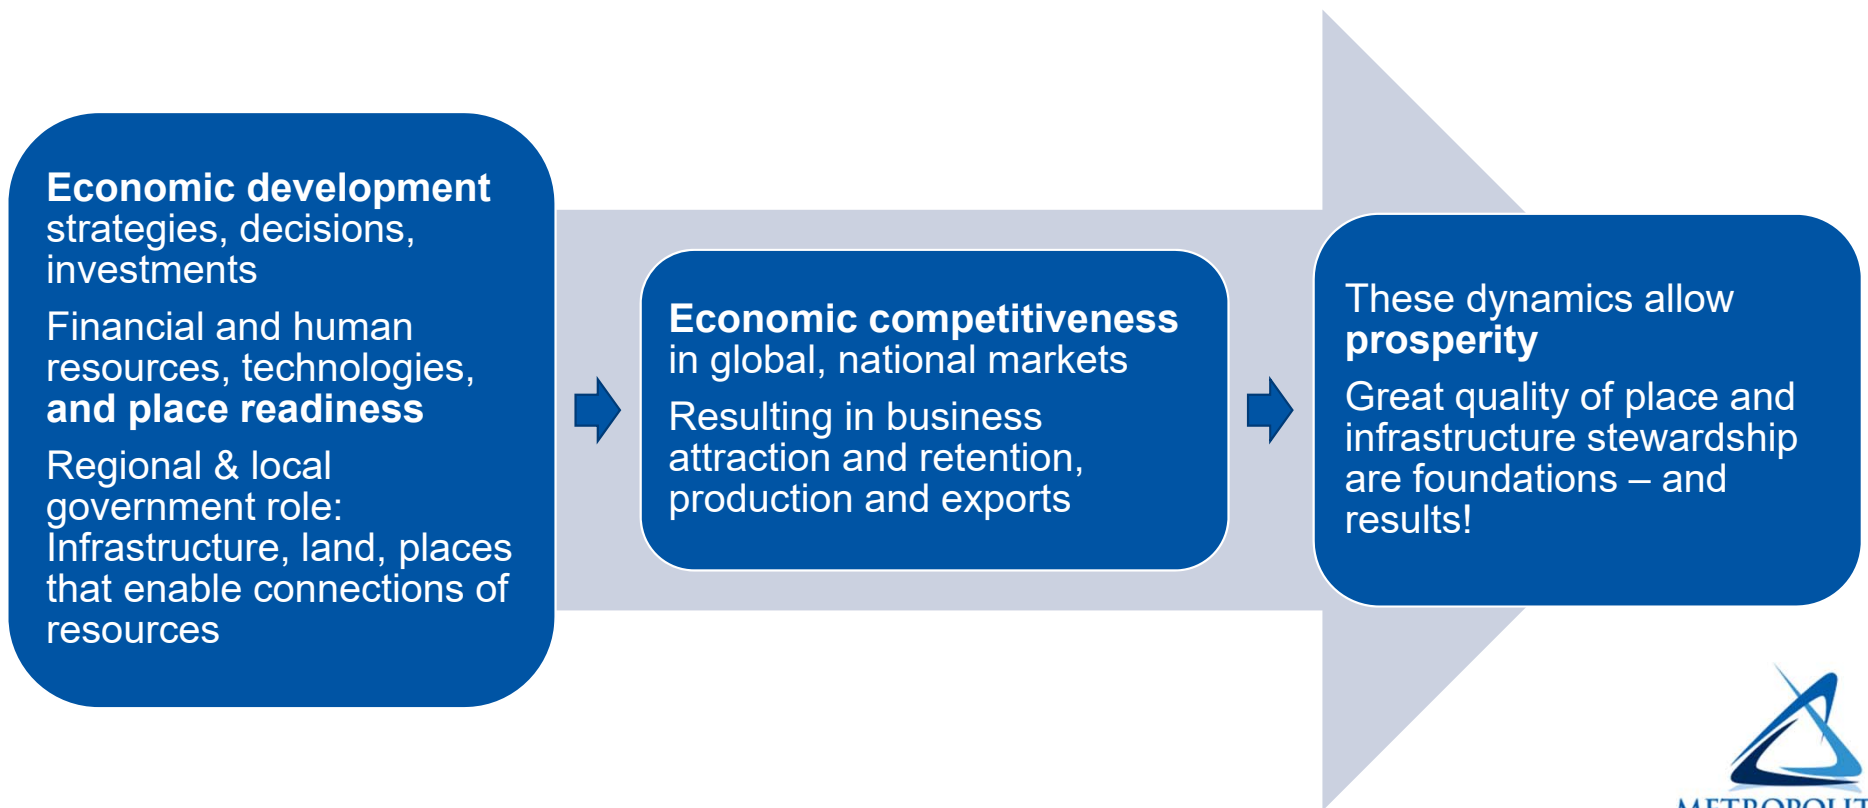 Economic development
strategies, decisions,
investments
Financial and human
resources, technologies,
and place readiness
Regional & local
government role:
Infrastructure, land, places
that enable connections of
resources
Economic competitiveness
in global, national markets
Resulting in business
attraction and retention,
production and exports
These dynamics allow
prosperity
Great quality of place and
infrastructure stewardship
are foundations – and
results!